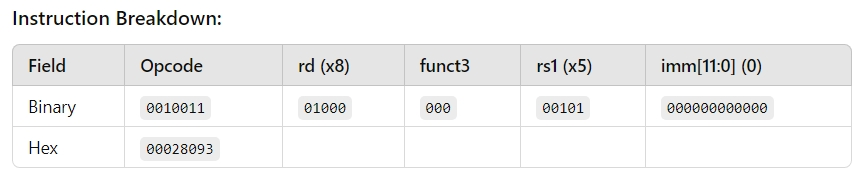 Instruction Breakdown:
Field Opcode rd (x8) funct3 rs1 (x5) imm[11:0] (0)
Binary 0010011 01000 000 00101 000000000000
Hex 00028093